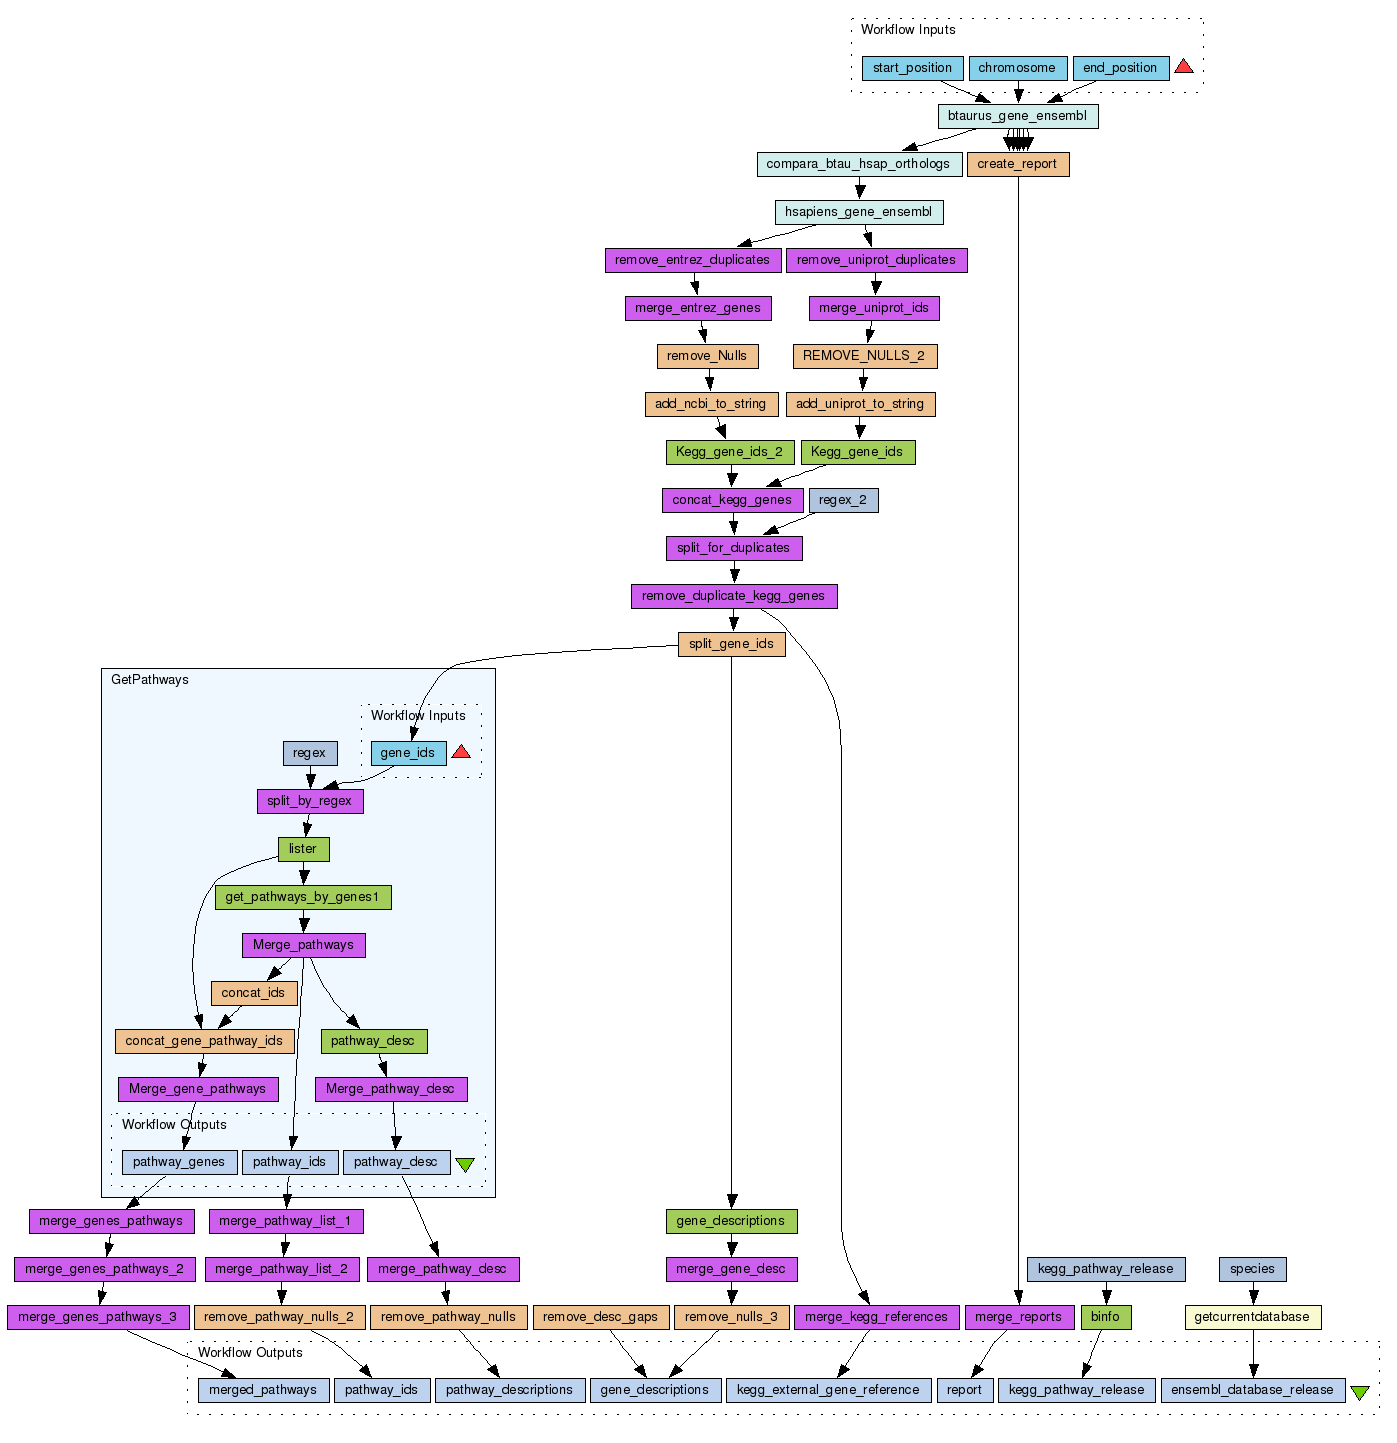 Workflow Inputs
start_position
chromosome
end_position
btaurus_gene_ensembl
compara_btau_hsap_orthologs
create_report
hsapiens_gene_ensembl
remove_entrez_duplicates
remove_uniprot_duplicates
merge_entrez_genes
merge_uniprot_ids
remove_Nulls
REMOVE_NULLS_2
add_ncbi_to_string
add_uniprot_to_string
Kegg_gene_ids_2
Kegg_gene_ids
concat_kegg_genes
regex_2
split_for_duplicates
remove_duplicate_kegg_genes
split_gene_ids
GetPathways
Workflow Inputs
regex
gene_ids
split_by_regex
lister
get_pathways_by_genes1
Merge_pathways
concat_ids
concat_gene_pathway_ids
pathway_desc
Merge_gene_pathways
Merge_pathway_desc
Workflow Outputs
pathway_genes
pathway_ids
pathway_desc
merge_genes_pathways
merge_pathway_list_1
gene_descriptions
merge_genes_pathways_2
merge_pathway_list_2
merge_pathway_desc
merge_gene_desc
kegg_pathway_release
species
merge_genes_pathways_3
remove_pathway_nulls_2
remove_pathway_nulls
remove_desc_gaps
remove_nulls_3
merge_kegg_references
merge_reports
binfo
getcurrentdatabase
Workflow Outputs
merged_pathways
pathway_ids
pathway_descriptions
gene_descriptions
kegg_external_gene_reference
report
kegg_pathway_release
ensembl_database_release